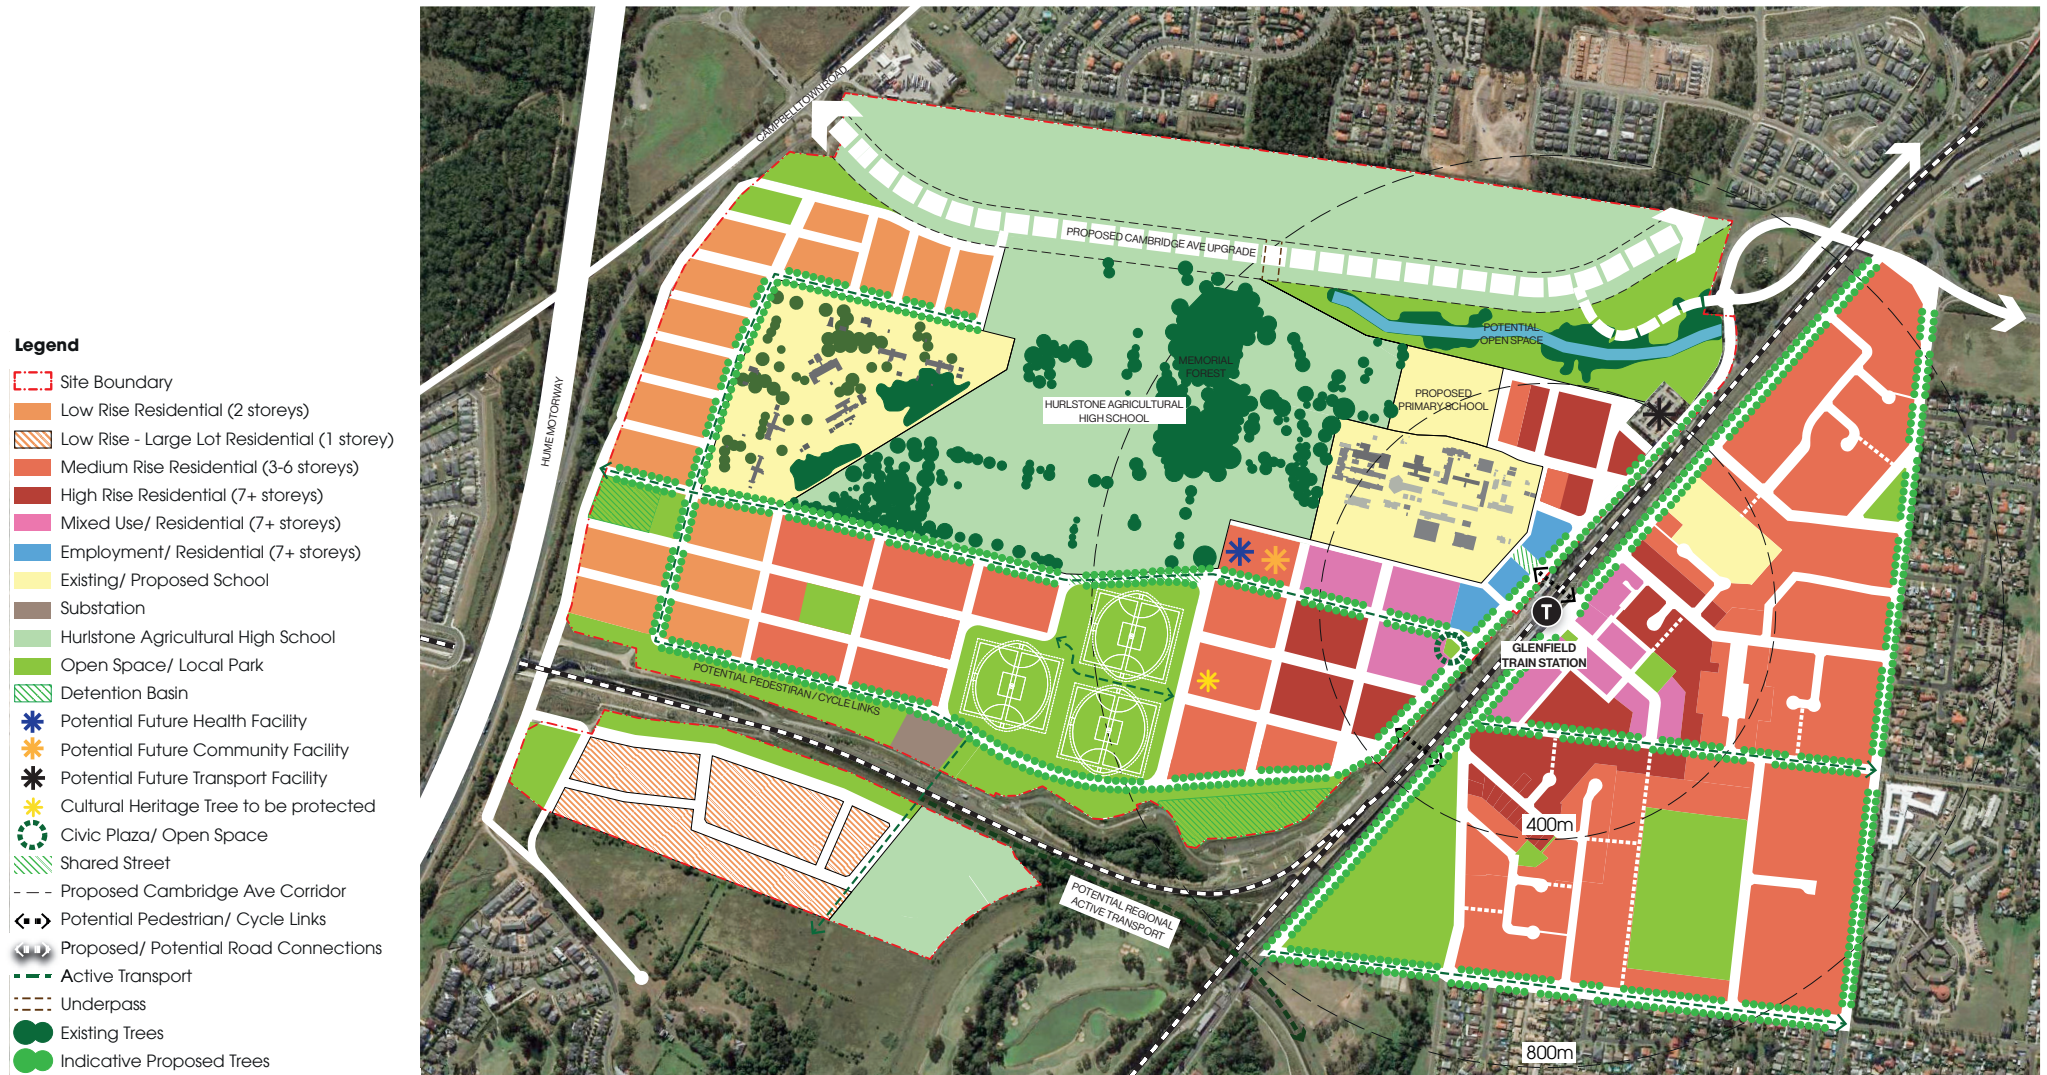 Legend
Site Boundary
Low Rise Residential (2 storeys)
Low Rise - Large Lot Residential (1 storey)
Medium Rise Residential (3-6 storeys)
High Rise Residential (7+ storeys)
Mixed Use/ Residential (7+ storeys)
Employment/ Residential (7+ storeys)
Existing/ Proposed School
Substation
Hurlstone Agricultural High School
Open Space/ Local Park
Detention Basin
Potential Future Health Facility
Potential Future Community Facility
Potential Future Transport Facility
Cultural Heritage Tree to be protected
Civic Plaza/ Open Space
Shared Street
Proposed Cambridge Ave Corridor
Potential Pedestrian/ Cycle Links
Proposed/ Potential Road Connections
Active Transport
Underpass
Existing Trees
Indicative Proposed Trees
CAMPBELLTOWN ROAD
HUME MOTORWAY
PROPOSED CAMBRIDGE AVE UPGRADE
POTENTIAL
OPEN SPACE
MEMORIAL
FOREST
HURLSTONE AGRICULTURAL
HIGH SCHOOL
PROPOSED
PRIMARY SCHOOL
T
GLENFIELD
TRAIN STATION
POTENTIAL PEDESTIRAN / CYCLE LINKS
400m
POTENTIAL REGIONAL
ACTIVE TRANSPORT
800m